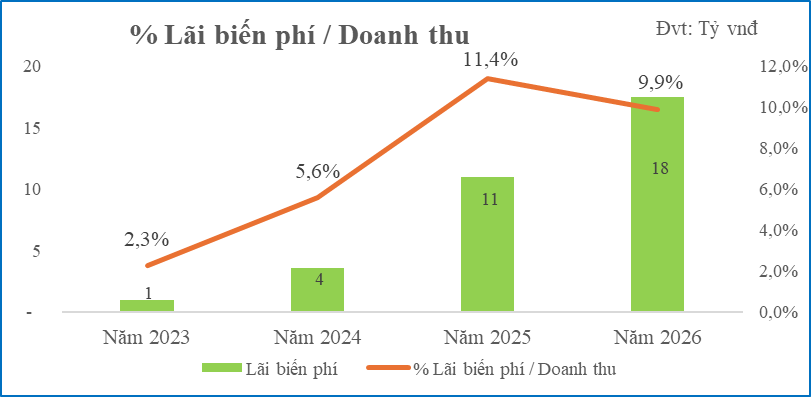 % Lãi biến phí / Doanh thu
Đvt: Tỷ vnđ
20
15
10
5
-
12,0%
10,0%
8,0%
6,0%
4,0%
2,0%
0,0%
2,3%
5,6%
11,4%
9,9%
1
4
11
18
Năm 2023
Năm 2024
Năm 2025
Năm 2026
Lãi biến phí
% Lãi biến phí / Doanh thu